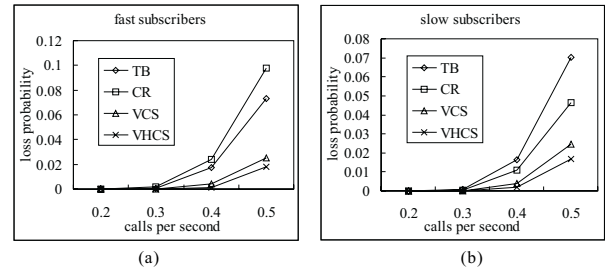 fast subscribers
0.12
0.1
0.08
0.06
0.04
0.02
0
loss probability
TB
CR
VCS
VHCS
0.2 0.3 0.4 0.5
calls per second
(a)
slow subscribers
0.08
0.07
0.06
0.05
0.04
0.03
0.02
0.01
0
loss probability
TB
CR
VCS
VHCS
0.2 0.3 0.4 0.5
calls per second
(b)